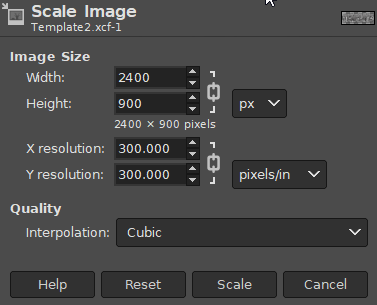 Scale Image
Template2.xcf-1
Image Size
Width: 2400
Height: 900 px
2400 × 900 pixels
X resolution: 300.000
Y resolution: 300.000 pixels/in
Quality
Interpolation: Cubic
Help Reset Scale Cancel